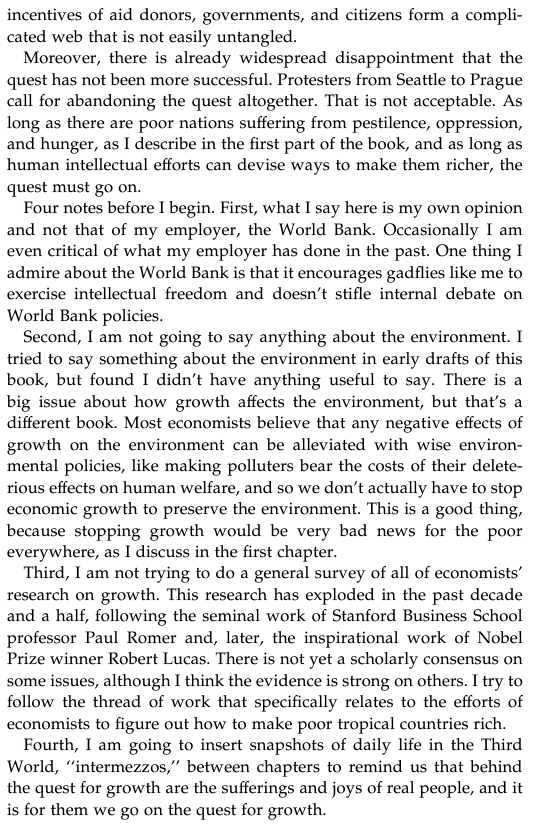 incentives of aid donors, governments, and citizens form a compli-
cated web that is not easily untangled.
Moreover, there is already widespread disappointment that the
quest has not been more successful. Protesters from Seattle to Prague
call for abandoning the quest altogether. That is not acceptable. As
long as there are poor nations suffering from pestilence, oppression,
and hunger, as I describe in the first part of the book, and as long as
human intellectual efforts can devise ways to make them richer, the
quest must go on.
Four notes before I begin. First, what I say here is my own opinion
and not that of my employer, the World Bank. Occasionally I am
even critical of what my employer has done in the past. One thing I
admire about the World Bank is that it encourages gadflies like me to
exercise intellectual freedom and doesn't stifle internal debate on
World Bank policies.
Second, I am not going to say anything about the environment. I
tried to say something about the environment in early drafts of this
book, but found I didn't have anything useful to say. There is a
big issue about how growth affects the environment, but that's a
different book. Most economists believe that any negative effects of
growth on the environment can be alleviated with wise environ-
mental policies, like making polluters bear the costs of their delete-
rious effects on human welfare, and so we don't actually have to stop
economic growth to preserve the environment. This is a good thing,
because stopping growth would be very bad news for the poor
everywhere, as I discuss in the first chapter.
Third, I am not trying to do a general survey of all of economists'
research on growth. This research has exploded in the past decade
and a half, following the seminal work of Stanford Business School
professor Paul Romer and, later, the inspirational work of Nobel
Prize winner Robert Lucas. There is not yet a scholarly consensus on
some issues, although I think the evidence is strong on others. I try to
follow the thread of work that specifically relates to the efforts of
economists to figure out how to make poor tropical countries rich.
Fourth, I am going to insert snapshots of daily life in the Third
World, ''intermezzos,'' between chapters to remind us that behind
the quest for growth are the sufferings and joys of real people, and it
is for them we go on the quest for growth.